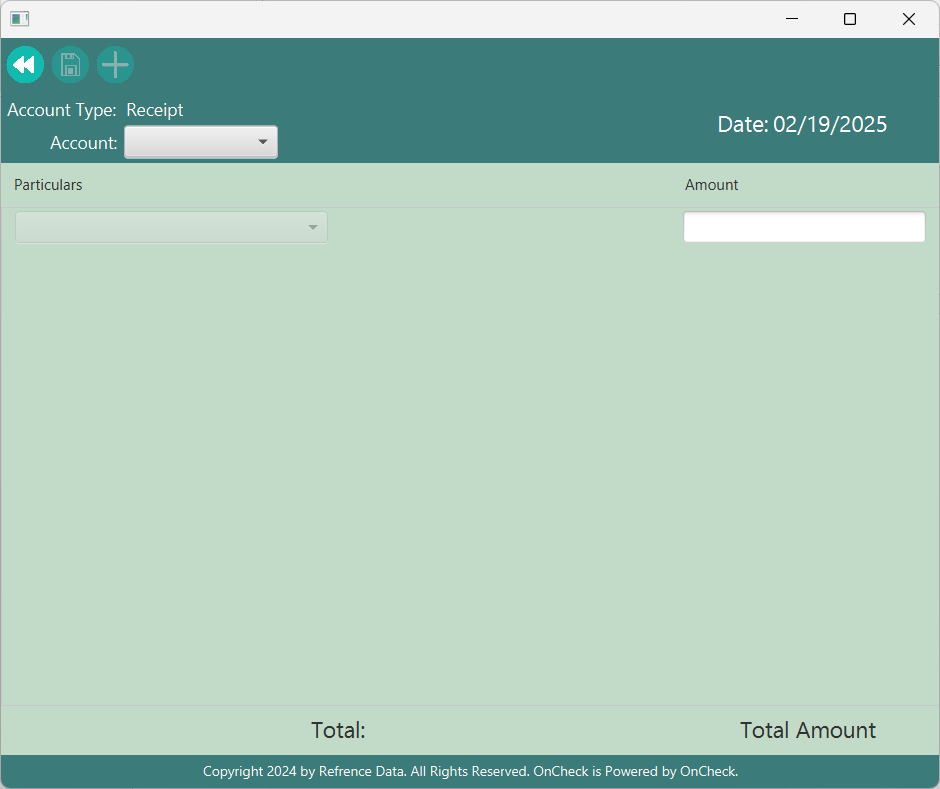 Account Type: Receipt
Account:
Date: 02/19/2025
Particulars Amount
Total: Total Amount
Copyright 2024 by Refrence Data. All Rights Reserved. OnCheck is Powered by OnCheck.